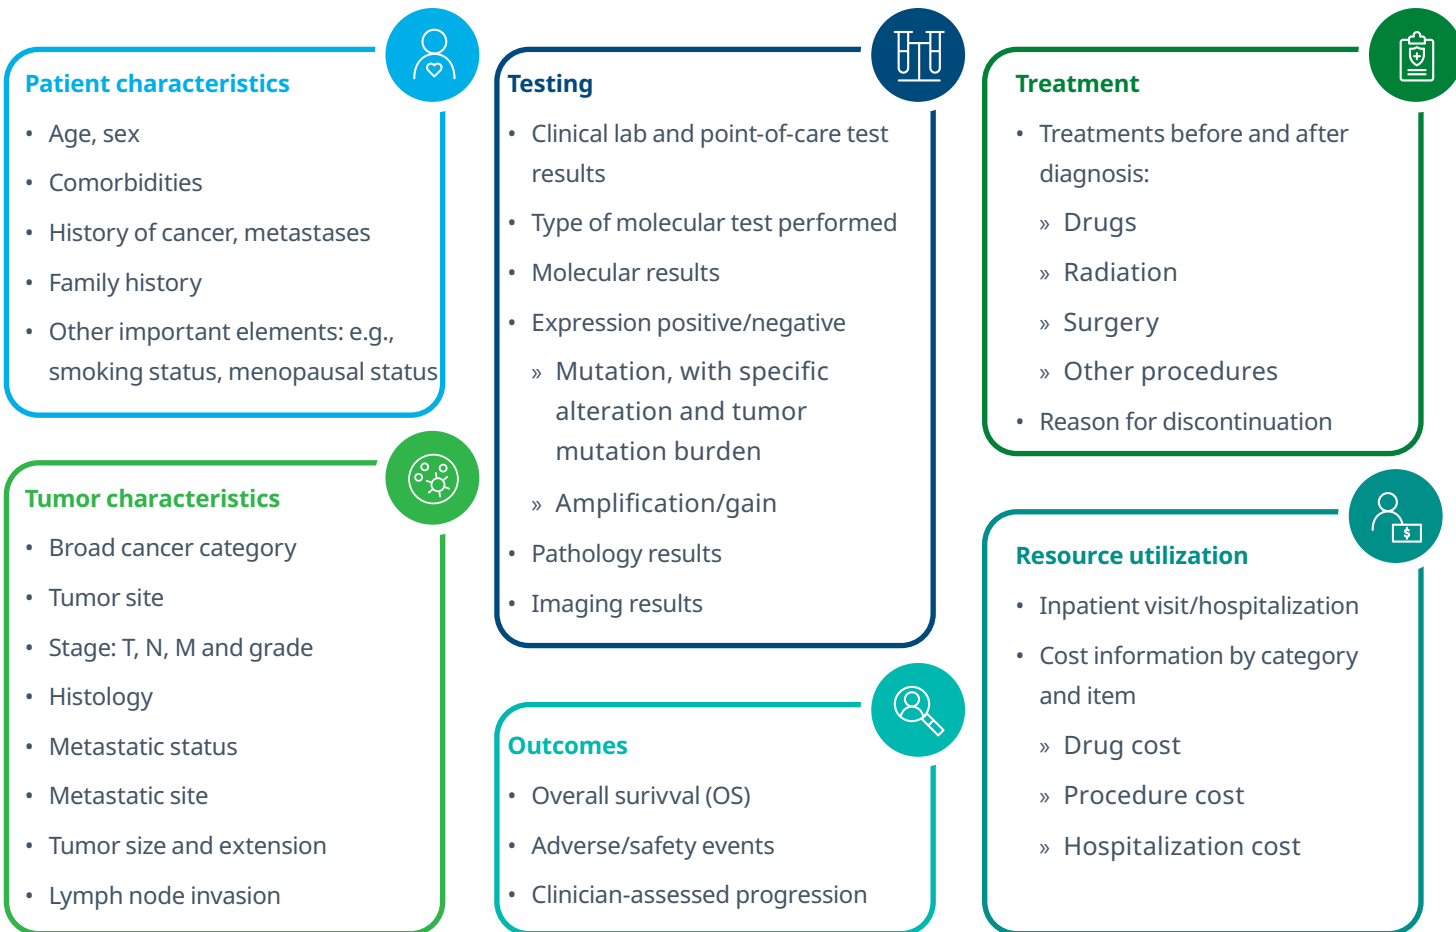 Patient characteristics
• Age, sex
• Comorbidities
• History of cancer, metastases
• Family history
• Other important elements: e.g.,
smoking status, menopausal status
Tumor characteristics
• Broad cancer category
• Tumor site
• Stage: T, N, M and grade
• Histology
• Metastatic status
• Metastatic site
• Tumor size and extension
• Lymph node invasion
Testing
• Clinical lab and point-of-care test
results
• Type of molecular test performed
• Molecular results
• Expression positive/negative
» Mutation, with specific
alteration and tumor
mutation burden
» Amplification/gain
• Pathology results
• Imaging results
Outcomes
• Overall surivval (OS)
• Adverse/safety events
• Clinician-assessed progression
Treatment
• Treatments before and after
diagnosis:
» Drugs
» Radiation
» Surgery
» Other procedures
• Reason for discontinuation
$
Resource utilization
• Inpatient visit/hospitalization
• Cost information by category
and item
» Drug cost
» Procedure cost
» Hospitalization cost